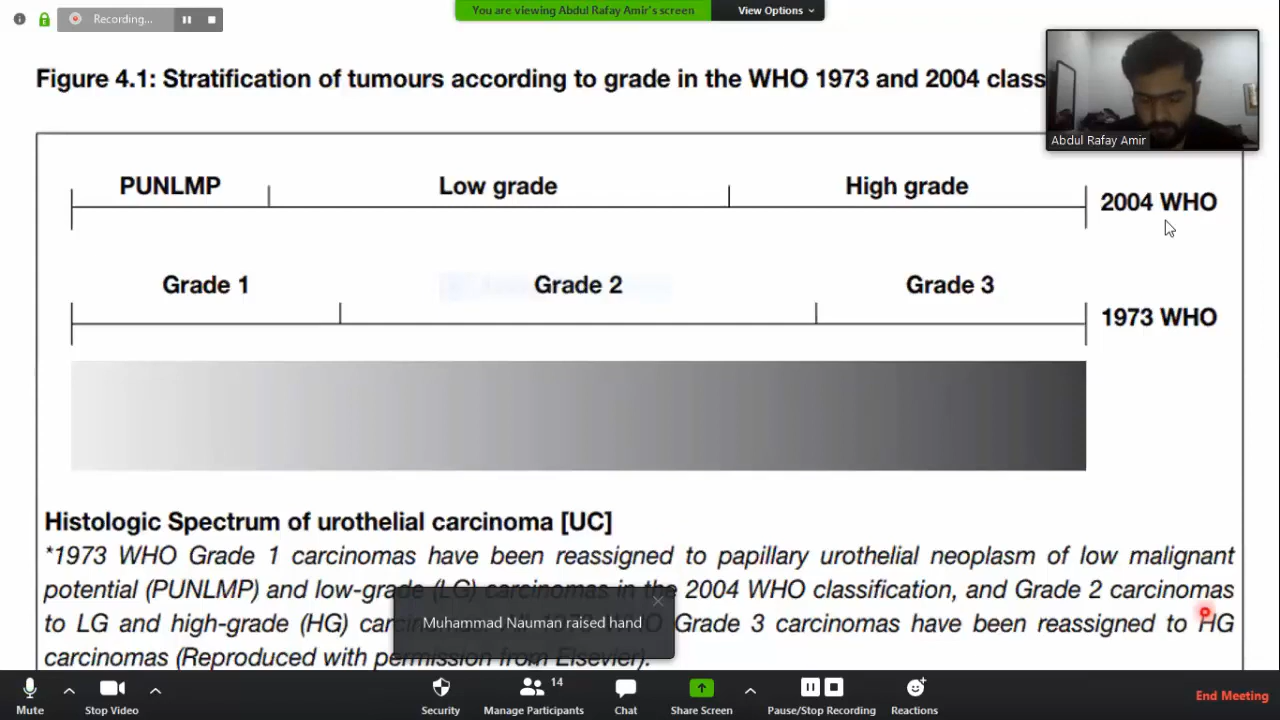 Recording...
You are viewing Abdul Rafay Amir's screen
View Options
Figure 4.1: Stratification of tumours according to grade in the WHO 1973 and 2004 class
Abdul Rafay Amir
PUNLMP
Low grade
High grade
2004 WHO
Grade 1
Grade 2
Grade 3
1973 WHO
Histologic Spectrum of urothelial carcinoma [UC]
*1973 WHO Grade 1 carcinomas have been reassigned to papillary urothelial neoplasm of low malignant
potential (PUNLMP) and low-grade (LG) carcinomas in the 2004 WHO classification, and Grade 2 carcinomas
to LG and high-grade (HG) 1973 WHO Grade 3 carcinomas have been reassigned to HG
carcinomas (Reproduced with permission from Elsevier).
Muhammad Nauman raised hand
Mute
Stop Video
Security
14
Manage Participants
Chat
Share Screen
Pause/Stop Recording
Reactions
End Meeting